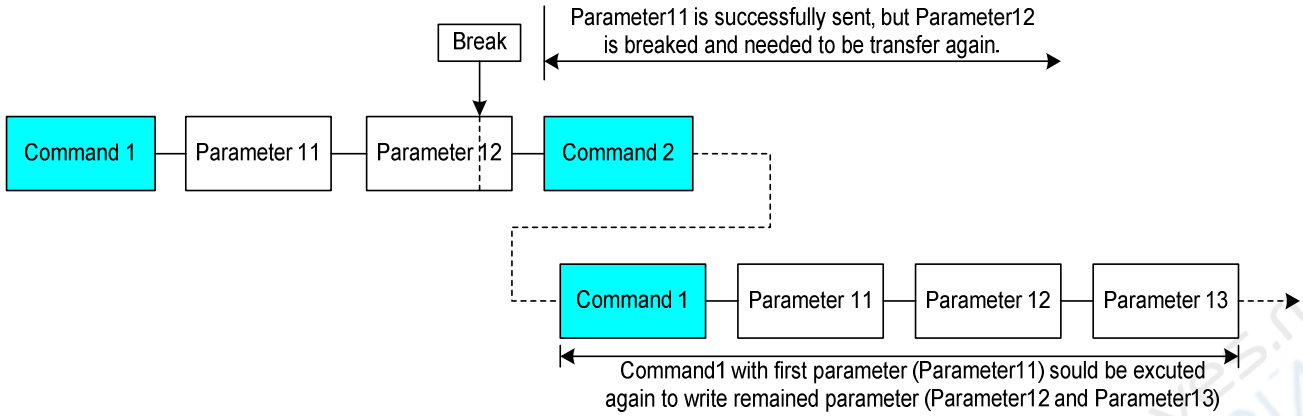 Parameter11 is successfully sent, but Parameter12
is breaked and needed to be transfer again.
Break
Command 1
Parameter 11
Parameter 12
Command 2
Command 1
Parameter 11
Parameter 12
Parameter 13
Command1 with first parameter (Parameter11) sould be excuted
again to write remained parameter (Parameter12 and Parameter13)